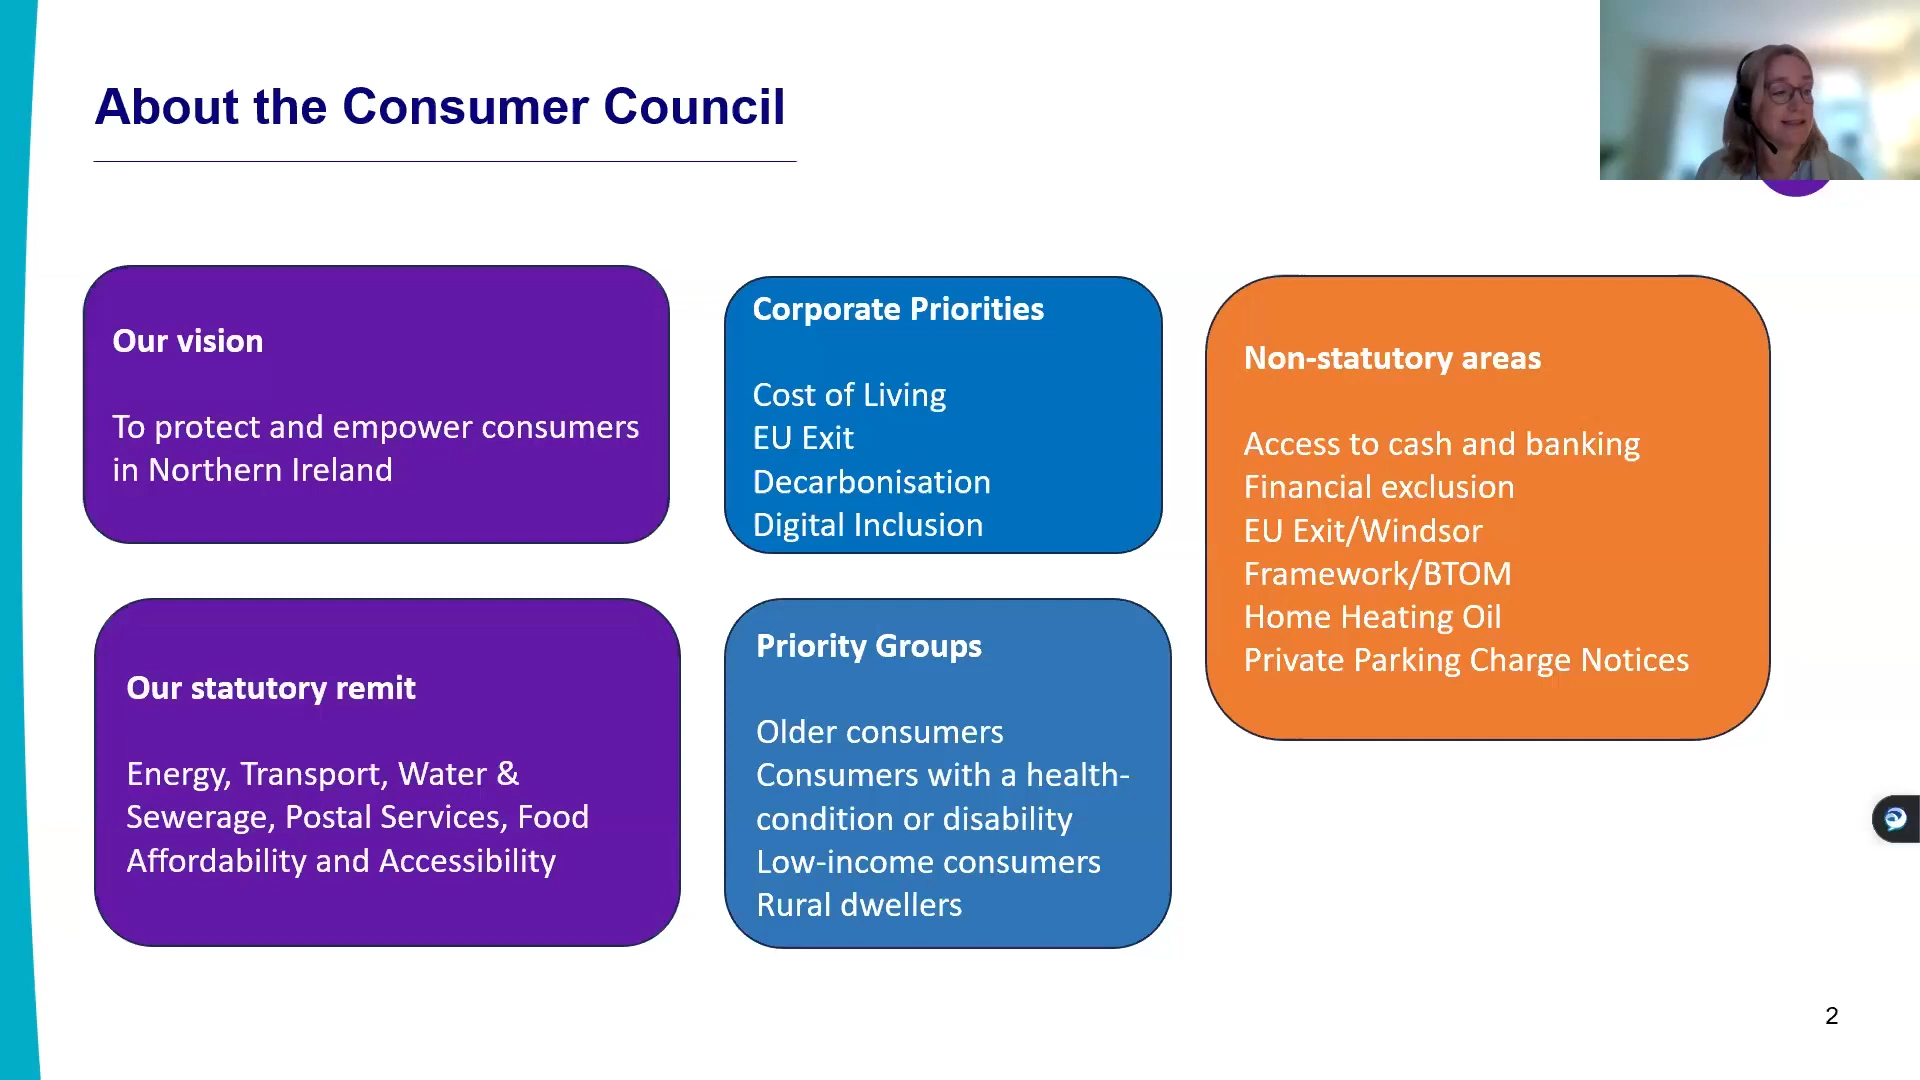 About the Consumer Council
Our vision
To protect and empower consumers
in Northern Ireland
Our statutory remit
Energy, Transport, Water &
Sewerage, Postal Services, Food
Affordability and Accessibility
Corporate Priorities
Cost of Living
EU Exit
Decarbonisation
Digital Inclusion
Priority Groups
Older consumers
Consumers with a health-
condition or disability
Low-income consumers
Rural dwellers
Non-statutory areas
Access to cash and banking
Financial exclusion
EU Exit/Windsor
Framework/BTOM
Home Heating Oil
Private Parking Charge Notices
2